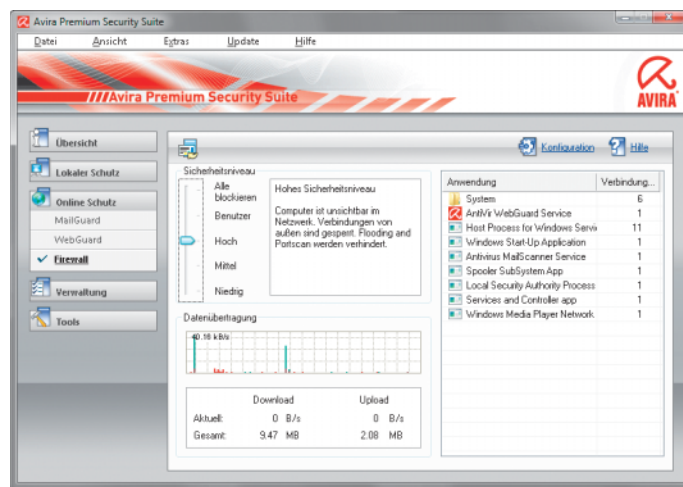 Avira Premium Security Suite
Datei Ansicht Extras Update Hilfe
////Avira Premium Security Suite
AVIRA
Übersicht
Lokaler Schutz
Online Schutz
MailGuard
WebGuard
Firewall
Verwaltung
Tools
Konfiguration Hilfe
Sicherheitsniveau
Alle blockieren
Benutzer
Hoch
Mittel
Niedrig
Hohes Sicherheitsniveau
Computer ist unsichtbar im
Netzwerk. Verbindungen von
außen sind gesperrt. Flooding und
Portscan werden verhindert.
Datenübertragung
40.16 kB/s
Download Upload
Aktuell: 0 B/s 0 B/s
Gesamt: 9.47 MB 2.08 MB
Anwendung Verbindung...
System 6
AntiVir WebGuard Service 1
Host Process for Windows Servi 11
Windows Start-Up Application 1
Antivirus MailScanner Service 1
Spooler SubSystem App 1
Local Security Authority Process 1
Services and Controller app 1
Windows Media Player Network 1